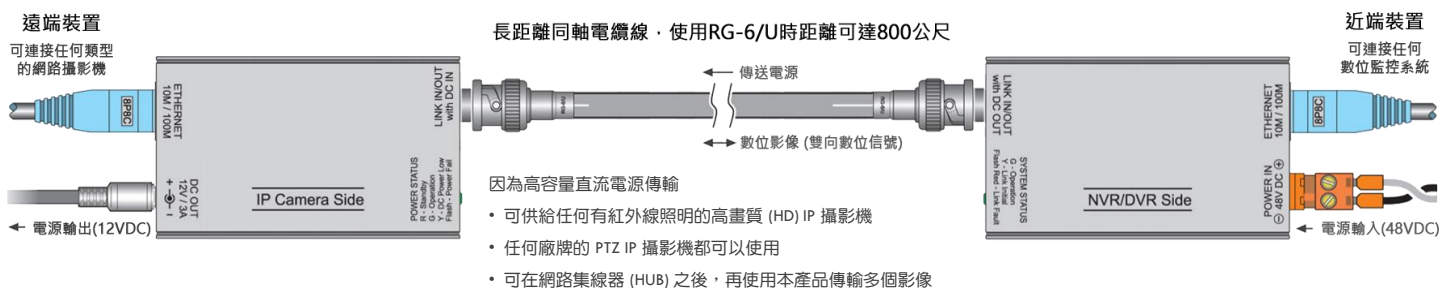 遠端裝置
可連接任何類型
的網路攝影機
長距離同軸電纜線，使用RG-6/U時距離可達800公尺
近端裝置
可連接任何
數位監控系統
傳送電源
數位影像 (雙向數位信號)
8P8C
ETHERNET
10M / 100M
LINK IN/OUT
with DC IN
DC OUT
12V / 3A
+
-
IP Camera Side
POWER STATUS
R - Standby
G - Operation
Y - DC Power Low
Flash - Power Fail
電源輸出(12VDC)
RG-6/U
RG-6/U
LINK IN/OUT
with DC OUT
ETHERNET
10M / 100M
8P8C
SYSTEM STATUS
G - Operation
Y - Link Initial
Flash Red - Link Fault
NVR/DVR Side
POWER IN
⊖ 48V DC ⊕
電源輸入(48VDC)
因為高容量直流電源傳輸
• 可供給任何有紅外線照明的高畫質 (HD) IP 攝影機
• 任何廠牌的 PTZ IP 攝影機都可以使用
• 可在網路集線器 (HUB) 之後，再使用本產品傳輸多個影像